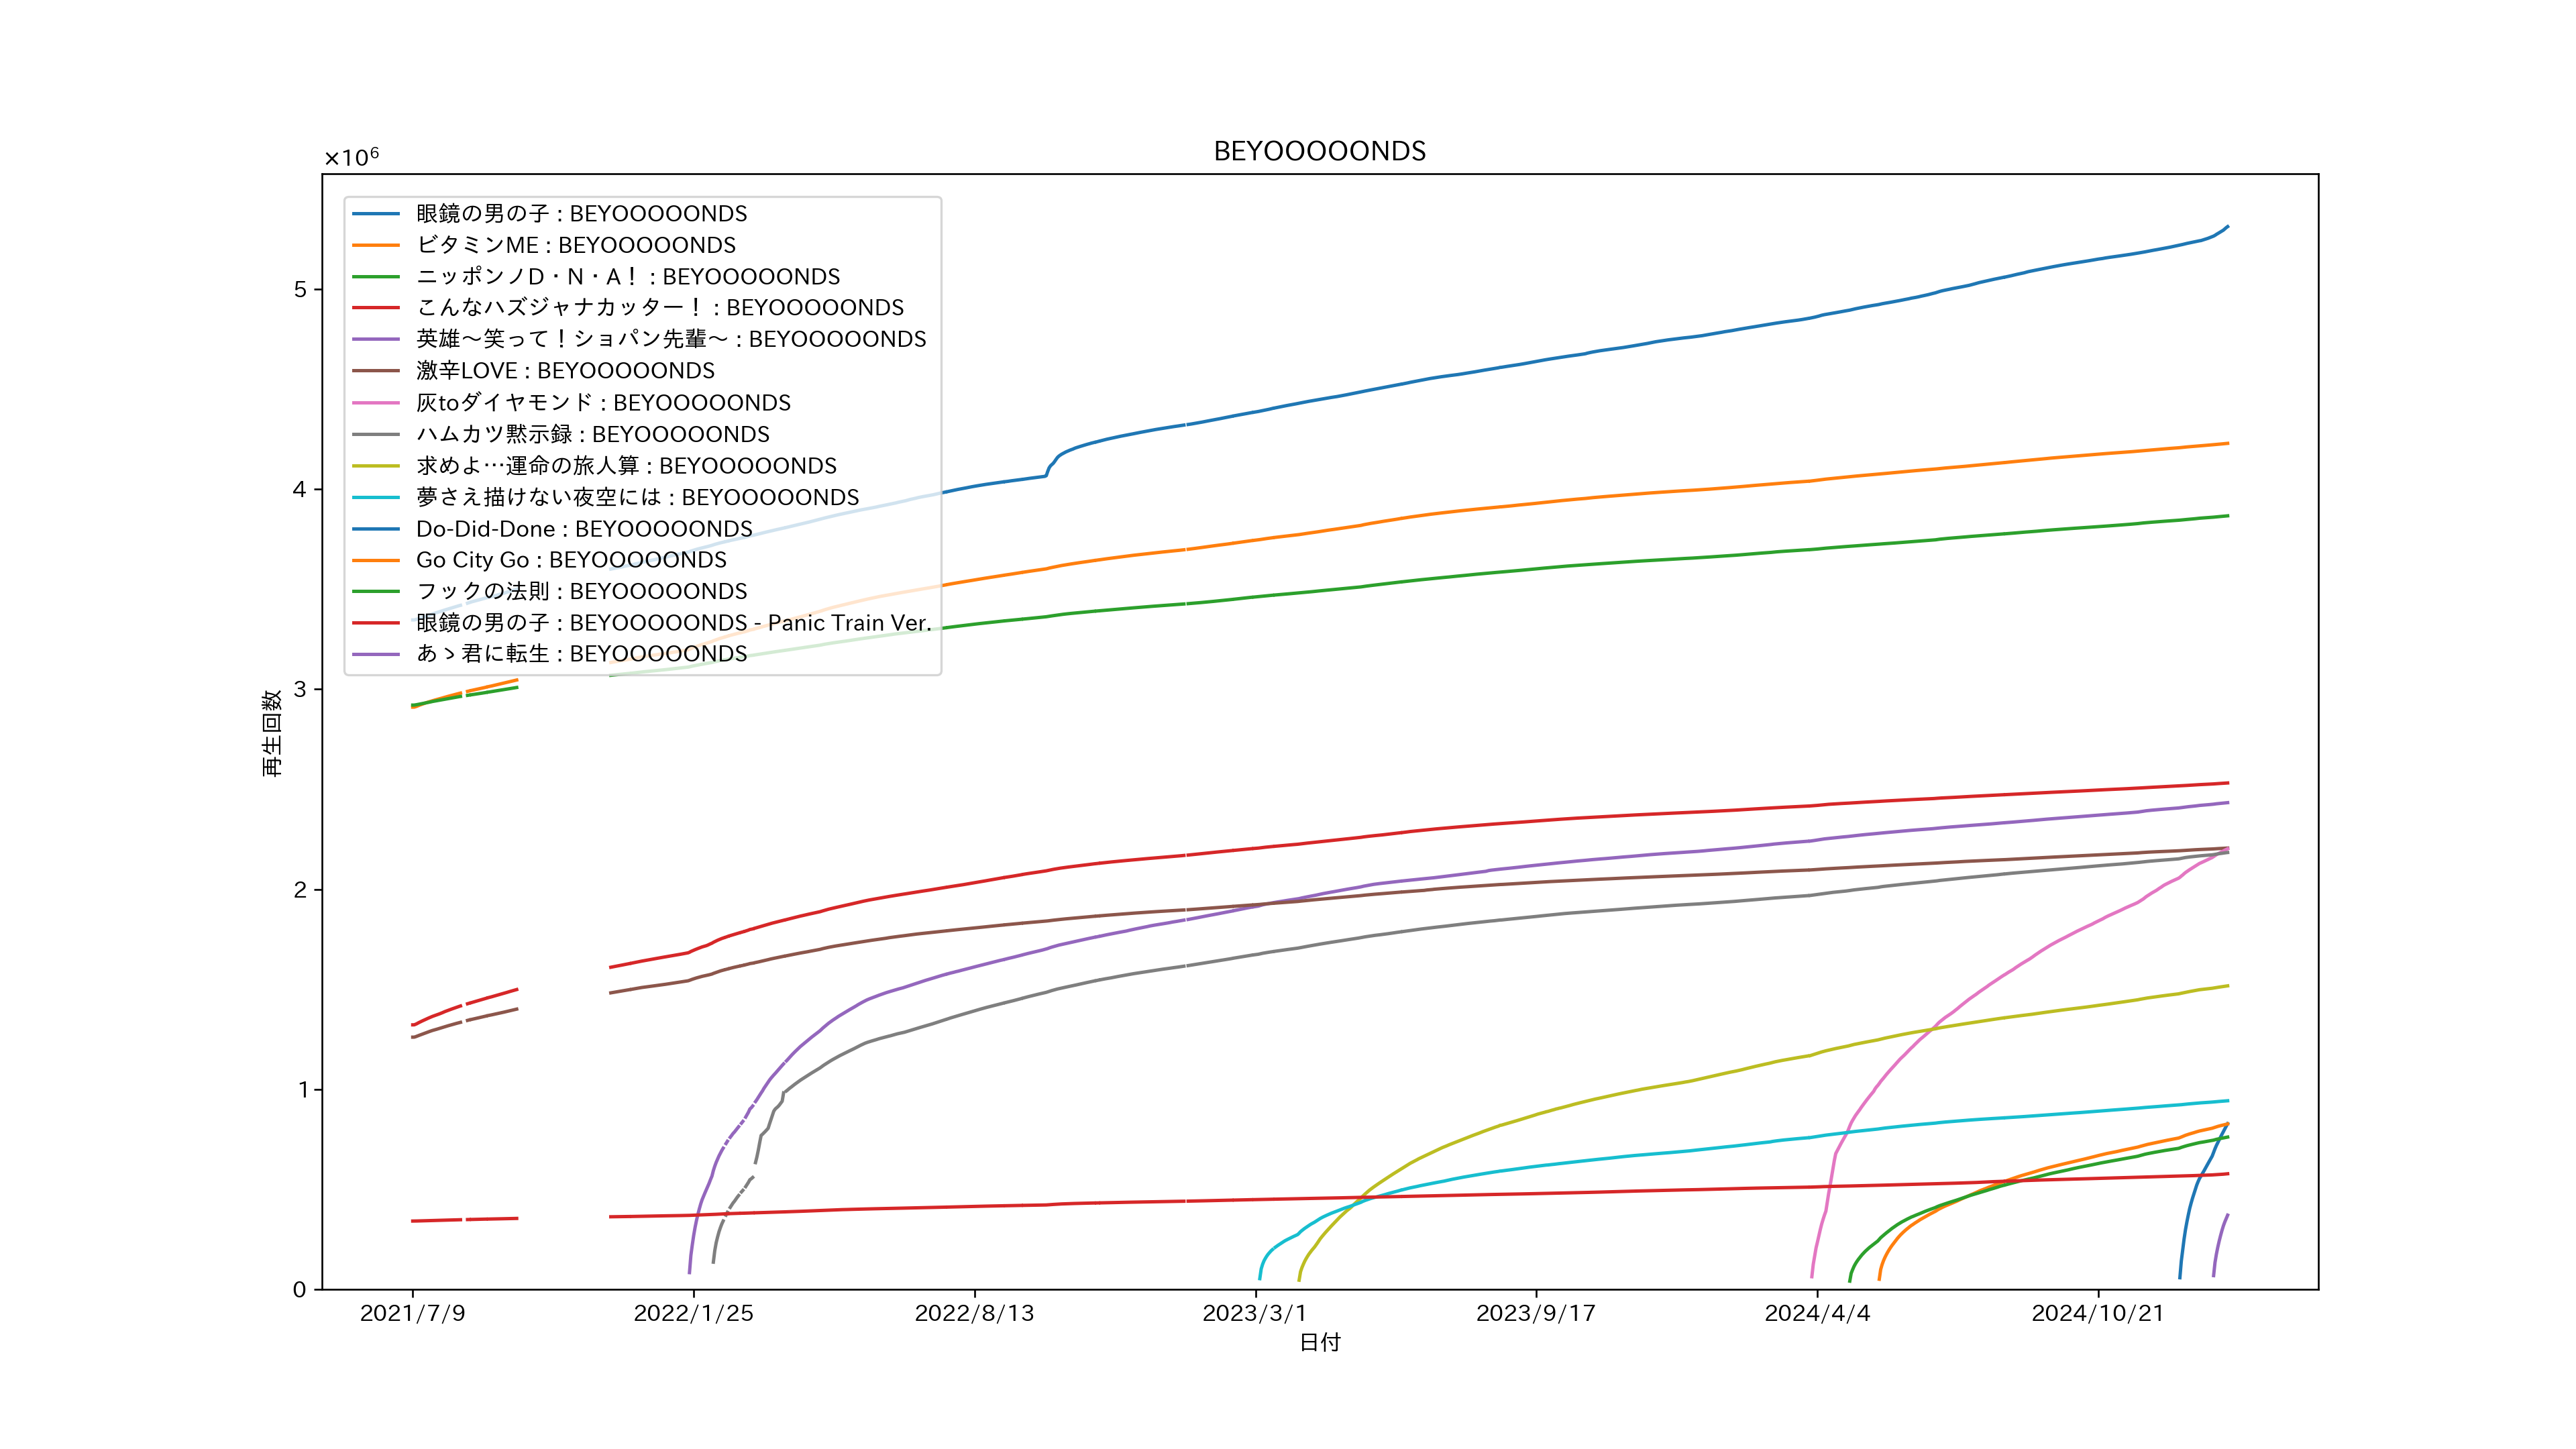 BEYOOOOONDS
×10⁶
眼鏡の男の子 : BEYOOOOONDS
ビタミンME : BEYOOOOONDS
ニッポンノD・N・A! : BEYOOOOONDS
こんなハズジャナカッター! : BEYOOOOONDS
英雄〜笑って!ショパン先輩〜 : BEYOOOOONDS
激辛LOVE : BEYOOOOONDS
灰toダイヤモンド : BEYOOOOONDS
ハムカツ黙示録 : BEYOOOOONDS
求めよ…運命の旅人算 : BEYOOOOONDS
夢さえ描けない夜空には : BEYOOOOONDS
Do-Did-Done : BEYOOOOONDS
Go City Go : BEYOOOOONDS
フックの法則 : BEYOOOOONDS
眼鏡の男の子 : BEYOOOOONDS - Panic Train Ver.
あゝ君に転生 : BEYOOOOONDS
5
4
3
2
1
0
再生回数
2021/7/9
2022/1/25
2022/8/13
2023/3/1
2023/9/17
2024/4/4
2024/10/21
日付